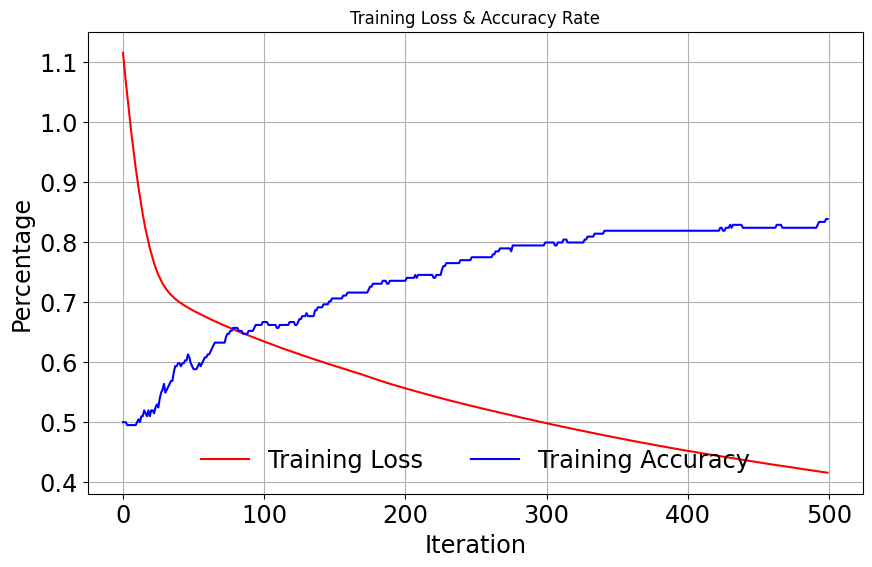 Training Loss & Accuracy Rate
1.1
1.0
0.9
0.8
0.7
0.6
0.5
0.4
Percentage
Training Loss Training Accuracy
0 100 200 300 400 500
Iteration